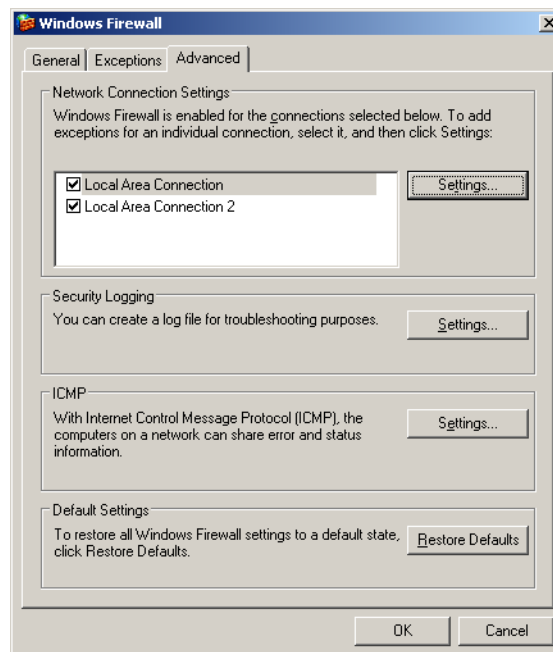 Windows Firewall
General
Exceptions
Advanced
Network Connection Settings
Windows Firewall is enabled for the connections selected below. To add
exceptions for an individual connection, select it, and then click Settings:
Local Area Connection
Local Area Connection 2
Settings...
Security Logging
You can create a log file for troubleshooting purposes.
Settings...
ICMP
With Internet Control Message Protocol (ICMP), the
computers on a network can share error and status
information.
Settings...
Default Settings
To restore all Windows Firewall settings to a default state,
click Restore Defaults.
Restore Defaults
OK
Cancel